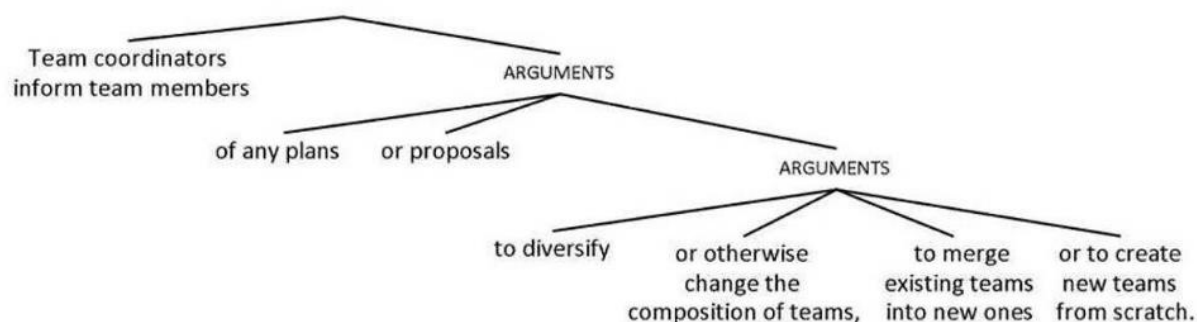 Team coordinators
inform team members
ARGUMENTS
of any plans
or proposals
ARGUMENTS
to diversify
or otherwise
change the
composition of teams,
to merge
existing teams
into new ones
or to create
new teams
from scratch.